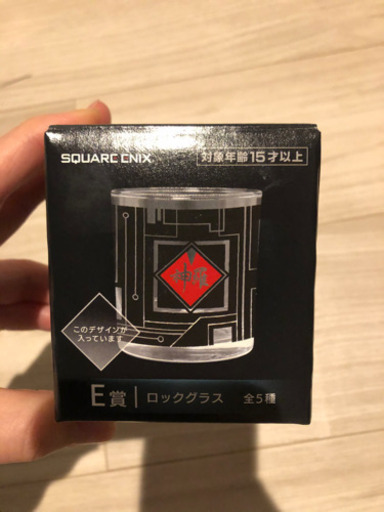 SQUARE ENIX.
対象年齢15才以上
神羅
このデザインが
入っています
E賞 ロックグラス 全5種